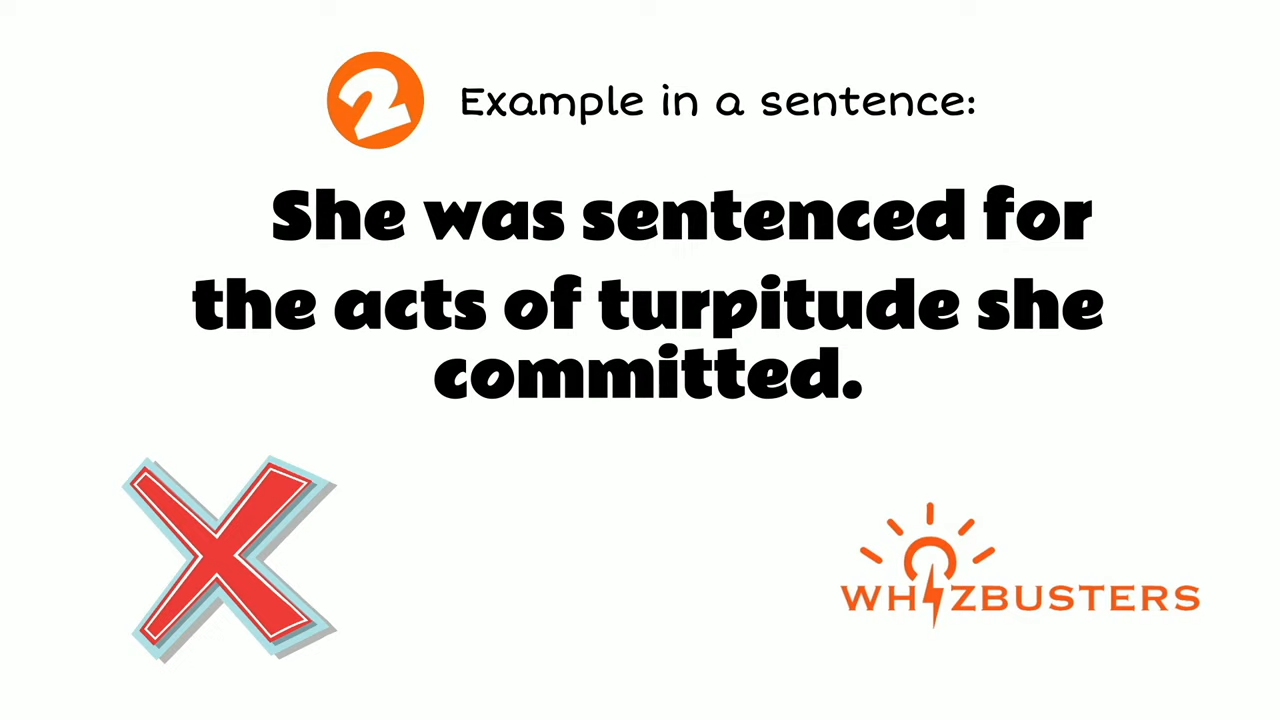 2 Example in a sentence:
She was sentenced for
the acts of turpitude she
committed.
WHIZBUSTERS